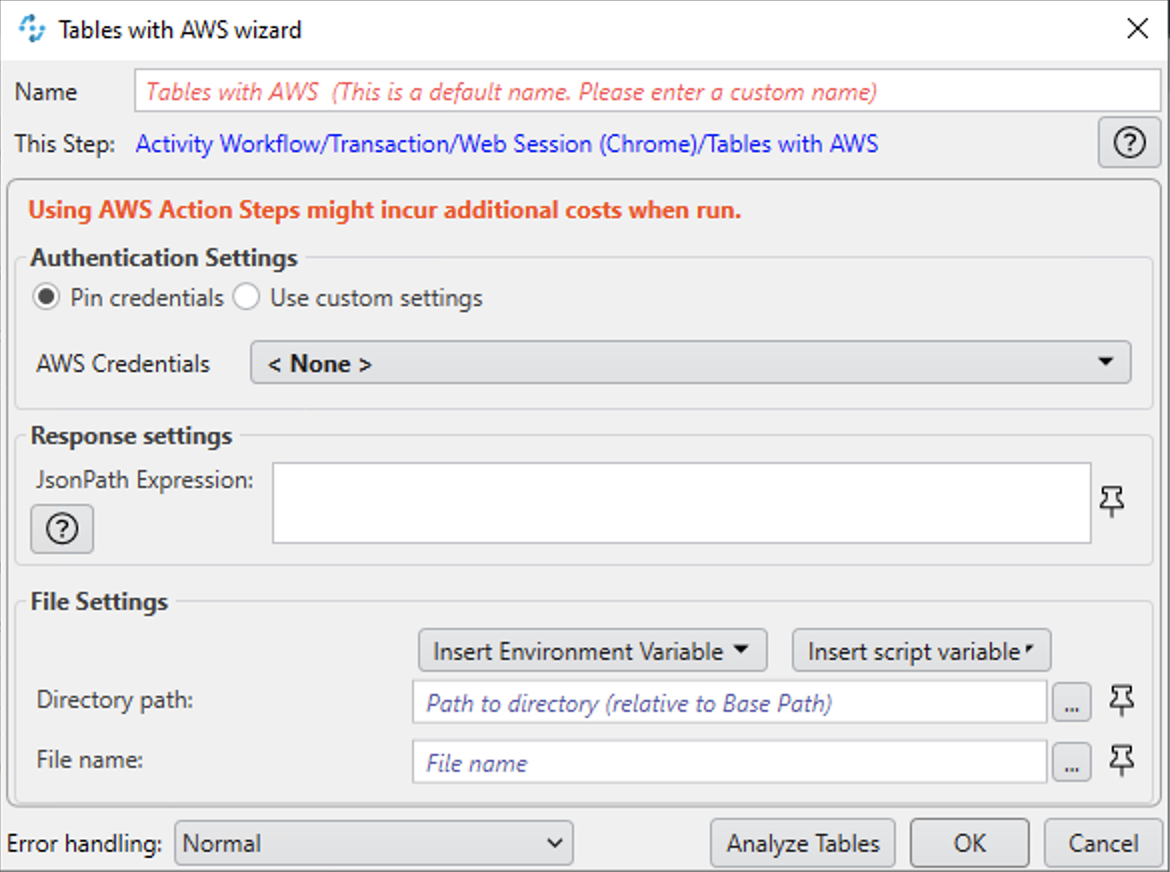 Tables with AWS wizard
Name
Tables with AWS (This is a default name. Please enter a custom name)
This Step: Activity Workflow/Transaction/Web Session (Chrome)/Tables with AWS
?
Using AWS Action Steps might incur additional costs when run.
Authentication Settings
Pin credentials Use custom settings
AWS Credentials < None >
Response settings
JsonPath Expression:
?
File Settings
Insert Environment Variable Insert script variable
Directory path: Path to directory (relative to Base Path) ...
File name: File name ...
Error handling: Normal Analyze Tables OK Cancel